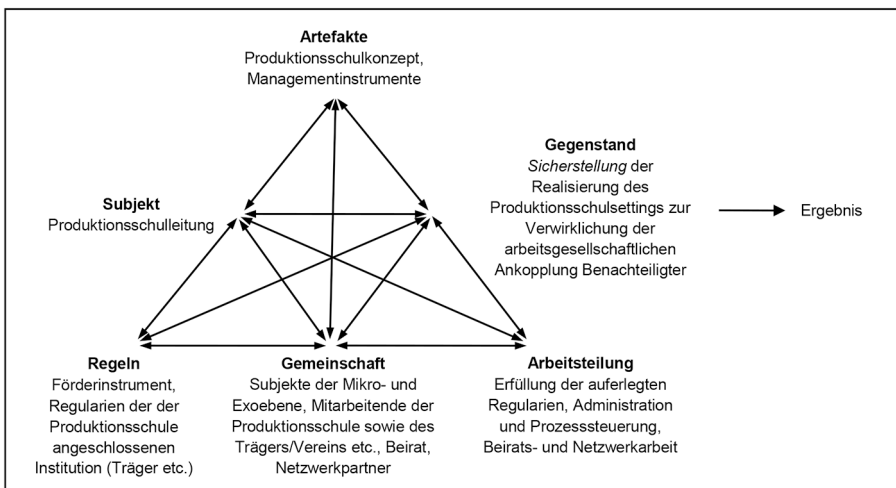 Artefakte
Produktionsschulkonzept,
Managementinstrumente
Gegenstand
Sicherstellung der
Realisierung des
Produktionsschulsettings zur
Verwirklichung der
arbeitsgesellschaftlichen
Ankopplung Benachteiligter
Ergebnis
Subjekt
Produktionsschulleitung
Regeln
Förderinstrument,
Regularien der der
Produktionsschule
angeschlossenen
Institution (Träger etc.)
Gemeinschaft
Subjekte der Mikro- und
Exoebene, Mitarbeitende der
Produktionsschule sowie des
Trägers/Vereins etc., Beirat,
Netzwerkpartner
Arbeitsteilung
Erfüllung der auferlegten
Regularien, Administration
und Prozesssteuerung,
Beirats- und Netzwerkarbeit